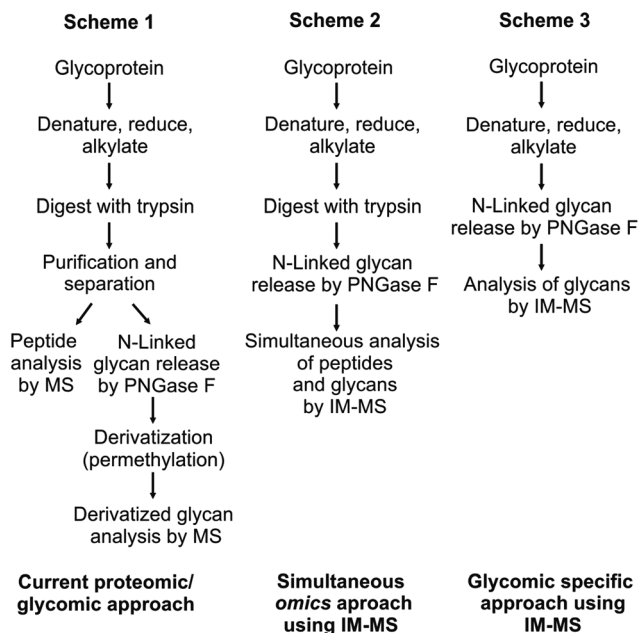 Scheme 1
Glycoprotein
Denature, reduce,
alkylate
Digest with trypsin
Purification and
separation
Peptide
analysis
by MS
N-Linked
glycan release
by PNGase F
Derivatization
(permethylation)
Derivatized glycan
analysis by MS
Current proteomic/
glycomic approach
Scheme 2
Glycoprotein
Denature, reduce,
alkylate
Digest with trypsin
N-Linked glycan
release by PNGase F
Simultaneous analysis
of peptides
and glycans
by IM-MS
Simultaneous
omics aproach
using IM-MS
Scheme 3
Glycoprotein
Denature, reduce,
alkylate
N-Linked glycan
release by PNGase F
Analysis of glycans
by IM-MS
Glycomic specific
approach using
IM-MS